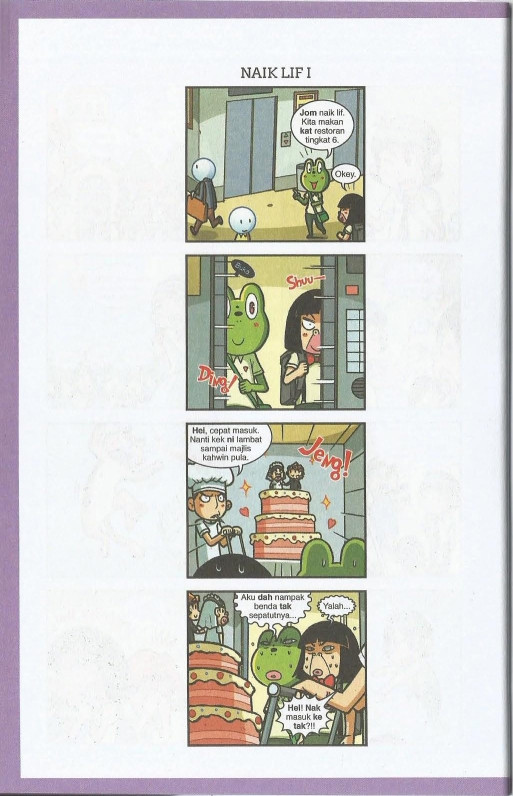 NAIK LIF I
Jom naik lif.
Kita makan
kat restoran
tingkat 6.
Okey.
Shuu
Ding!
Hei, cepat masuk.
Nanti kek ni lambat
sampai majlis
kahwin pula.
Jeng!
Aku dah nampak
benda tak
sepatutnya...
Yalah...
Hei! Nak
masuk ke
tak?!!